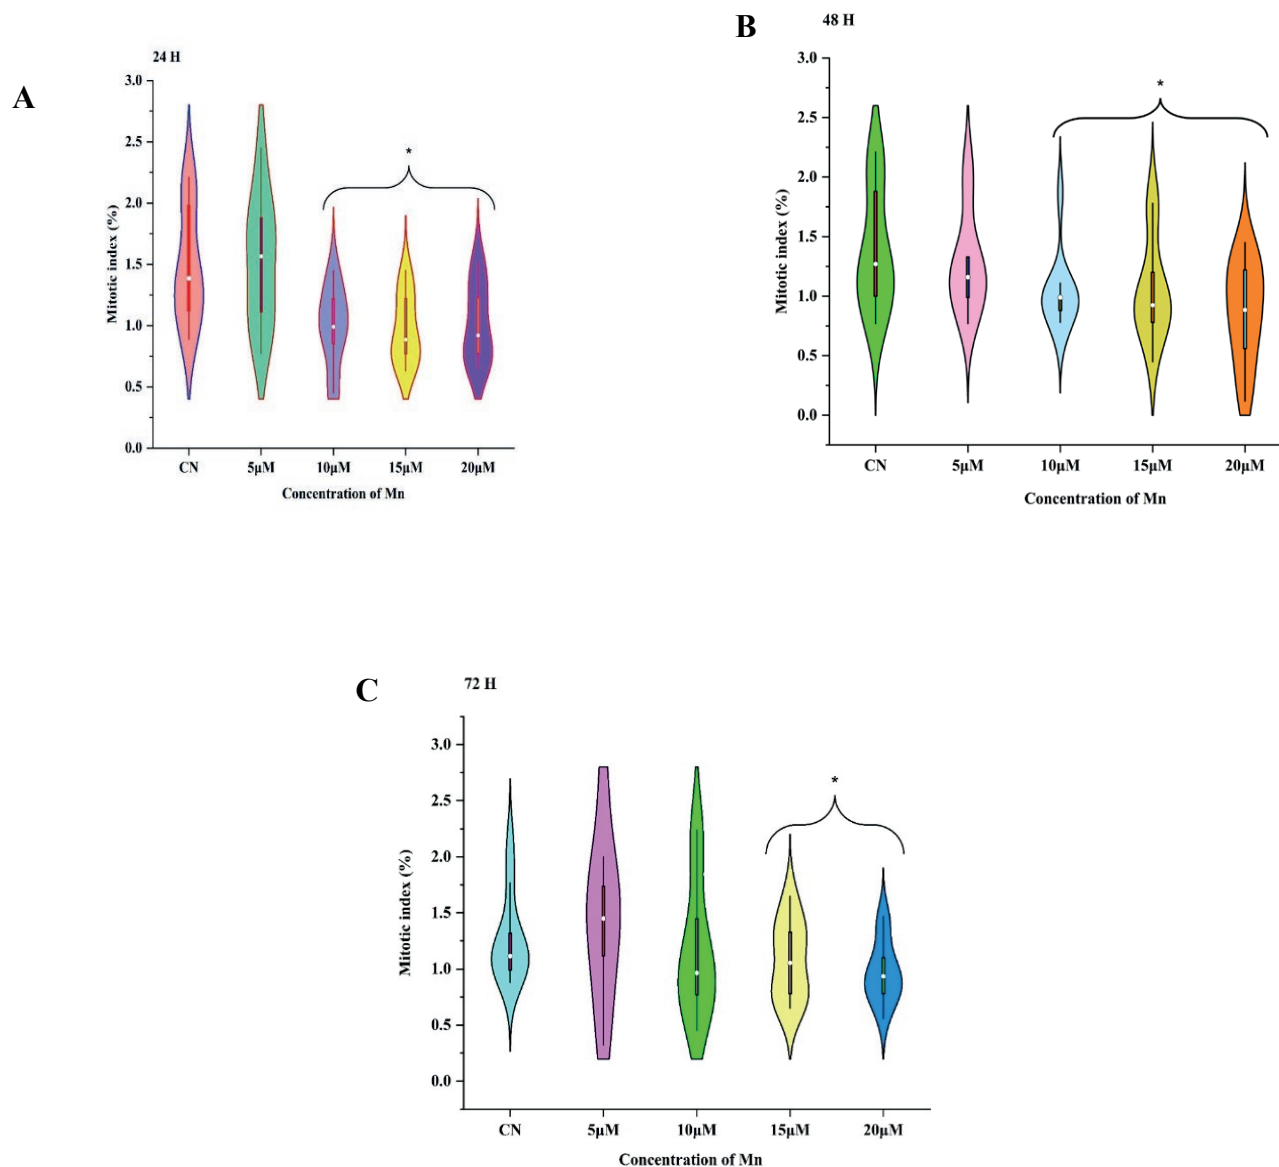 A
24 H
3.0
2.5
2.0
1.5
1.0
0.5
0.0
Mitotic index (%)
*
CN 5µM 10µM 15µM 20µM
Concentration of Mn
B
48 H
3.0
2.5
2.0
1.5
1.0
0.5
0.0
Mitotic index (%)
*
CN 5µM 10µM 15µM 20µM
Concentration of Mn
C
72 H
3.0
2.5
2.0
1.5
1.0
0.5
0.0
Mitotic index (%)
*
CN 5µM 10µM 15µM 20µM
Concentration of Mn